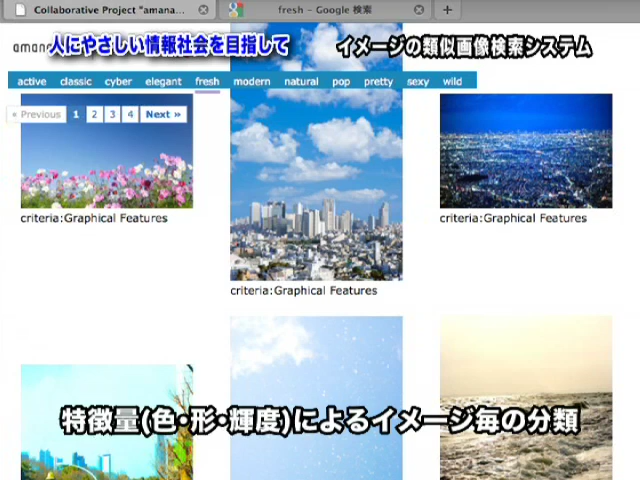 Collaborative Project "amana...
fresh - Google 検索
人にやさしい情報社会を目指して
イメージの類似画像検索システム
active classic cyber elegant fresh modern natural pop pretty sexy wild
« Previous 1 2 3 4 Next »
criteria:Graphical Features
criteria:Graphical Features
criteria:Graphical Features
特徴量(色・形・輝度)によるイメージ毎の分類